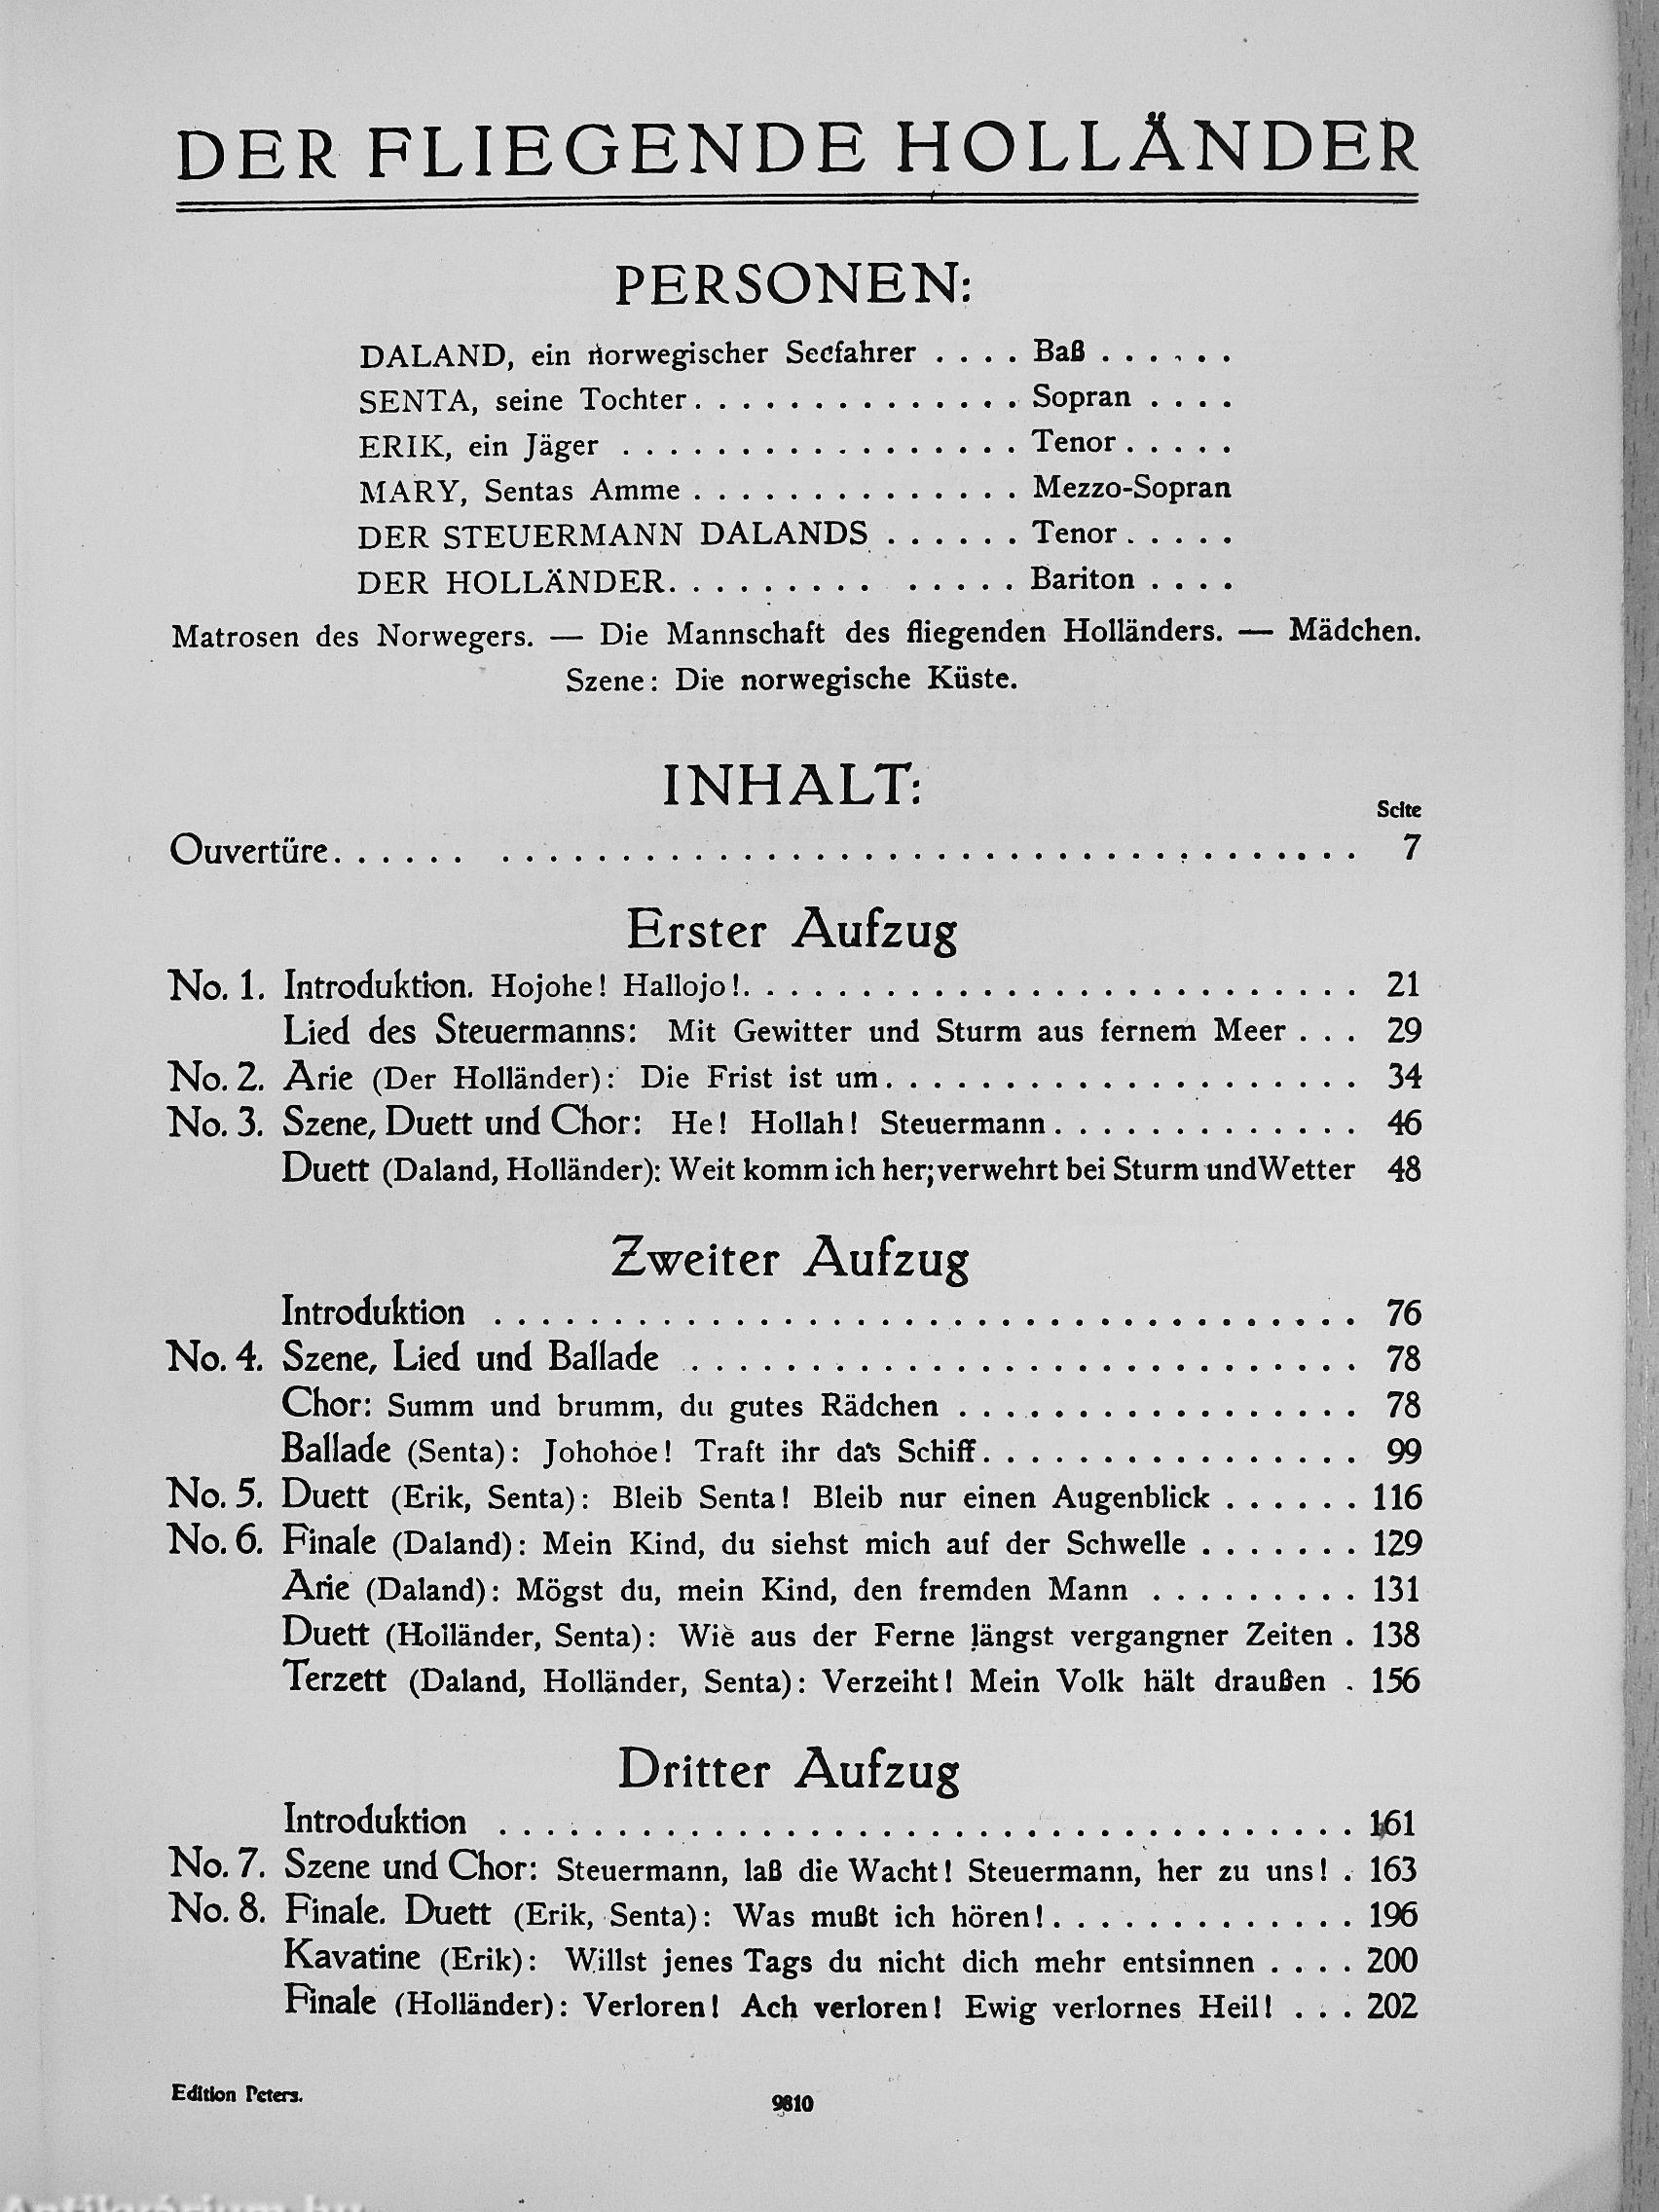 DER FLIEGENDE HOLLÄNDER
PERSONEN:
DALAND, ein norwegischer Seefahrer . . . . Baß . . . . . .
SENTA, seine Tochter. . . . . . . . . . . . . . Sopran . . . .
ERIK, ein Jäger . . . . . . . . . . . . . . . . . Tenor . . . . .
MARY, Sentas Amme . . . . . . . . . . . . . . Mezzo-Sopran
DER STEUERMANN DALANDS . . . . . . Tenor . . . . .
DER HOLLÄNDER. . . . . . . . . . . . . . Bariton . . . .
Matrosen des Norwegers. — Die Mannschaft des fliegenden Holländers. — Mädchen.
Szene: Die norwegische Küste.
INHALT:
Seite
Ouvertüre. . . . . . . . . . . . . . . . . . . . . . . . . . . . . . . . . . . . . . . . . . 7
Erster Aufzug
No. 1. Introduktion. Hojohe! Hallojo!. . . . . . . . . . . . . . . . . . . . . . . . . . 21
Lied des Steuermanns: Mit Gewitter und Sturm aus fernem Meer . . . 29
No. 2. Arie (Der Holländer): Die Frist ist um. . . . . . . . . . . . . . . . . . . . 34
No. 3. Szene, Duett und Chor: He! Hollah! Steuermann. . . . . . . . . . . . . 46
Duett (Daland, Holländer): Weit komm ich her; verwehrt bei Sturm und Wetter 48
Zweiter Aufzug
Introduktion . . . . . . . . . . . . . . . . . . . . . . . . . . . . . . . . . . . . 76
No. 4. Szene, Lied und Ballade . . . . . . . . . . . . . . . . . . . . . . . . . . . . 78
Chor: Summ und brumm, du gutes Rädchen . . . . . . . . . . . . . . . . . 78
Ballade (Senta): Johohoe! Traft ihr das Schiff. . . . . . . . . . . . . . . . 99
No. 5. Duett (Erik, Senta): Bleib Senta! Bleib nur einen Augenblick . . . . . . 116
No. 6. Finale (Daland): Mein Kind, du siehst mich auf der Schwelle . . . . . . . 129
Arie (Daland): Mögst du, mein Kind, den fremden Mann . . . . . . . . . 131
Duett (Holländer, Senta): Wie aus der Ferne längst vergangner Zeiten . 138
Terzett (Daland, Holländer, Senta): Verzeiht! Mein Volk hält draußen . 156
Dritter Aufzug
Introduktion . . . . . . . . . . . . . . . . . . . . . . . . . . . . . . . . . . . . 161
No. 7. Szene und Chor: Steuermann, laß die Wacht! Steuermann, her zu uns! . 163
No. 8. Finale. Duett (Erik, Senta): Was mußt ich hören!. . . . . . . . . . . . . 196
Kavatine (Erik): Willst jenes Tags du nicht dich mehr entsinnen . . . . 200
Finale (Holländer): Verloren! Ach verloren! Ewig verlornes Heil! . . . 202
Edition Peters.
9810
Antikvárium.hu